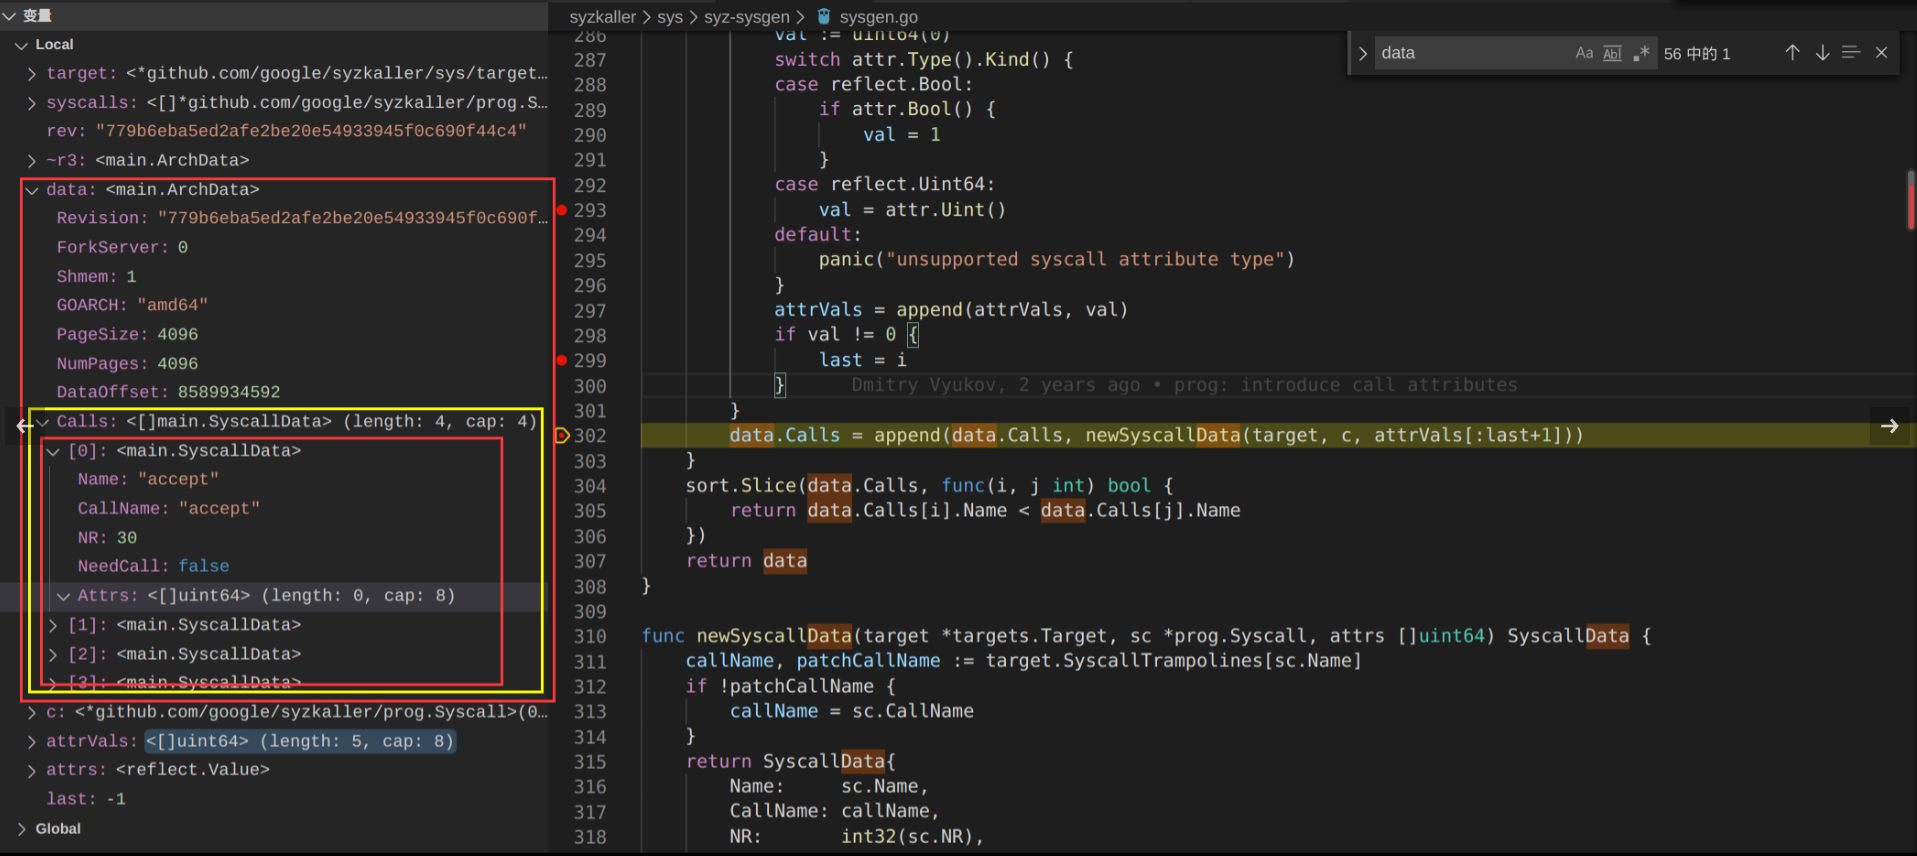 变量
Local
target: <*github.com/google/syzkaller/sys/target…
syscalls: <[]*github.com/google/syzkaller/prog.S…
rev: "779b6eba5ed2afe2be20e54933945f0c690f44c4"
~r3: <main.ArchData>
data: <main.ArchData>
Revision: "779b6eba5ed2afe2be20e54933945f0c690f…
ForkServer: 0
Shmem: 1
GOARCH: "amd64"
PageSize: 4096
NumPages: 4096
DataOffset: 8589934592
Calls: <[]main.SyscallData> (length: 4, cap: 4)
[0]: <main.SyscallData>
Name: "accept"
CallName: "accept"
NR: 30
NeedCall: false
Attrs: <[]uint64> (length: 0, cap: 8)
[1]: <main.SyscallData>
[2]: <main.SyscallData>
[3]: <main.SyscallData>
c: <*github.com/google/syzkaller/prog.Syscall>(0…
attrVals: <[]uint64> (length: 5, cap: 8)
attrs: <reflect.Value>
last: -1
Global
syzkaller > sys > syz-sysgen > sysgen.go
data Aa Abl .* 56 中的 1
286 val := uint64(0)
287 switch attr.Type().Kind() {
288 case reflect.Bool:
289 if attr.Bool() {
290 val = 1
291 }
292 case reflect.Uint64:
293 val = attr.Uint()
294 default:
295 panic("unsupported syscall attribute type")
296 }
297 attrVals = append(attrVals, val)
298 if val != 0 {
299 last = i
300 } Dmitry Vyukov, 2 years ago • prog: introduce call attributes
301 }
302 data.Calls = append(data.Calls, newSyscallData(target, c, attrVals[:last+1]))
303 }
304 sort.Slice(data.Calls, func(i, j int) bool {
305 return data.Calls[i].Name < data.Calls[j].Name
306 })
307 return data
308 }
309
310 func newSyscallData(target *targets.Target, sc *prog.Syscall, attrs []uint64) SyscallData {
311 callName, patchCallName := target.SyscallTrampolines[sc.Name]
312 if !patchCallName {
313 callName = sc.CallName
314 }
315 return SyscallData{
316 Name: sc.Name,
317 CallName: callName,
318 NR: int32(sc.NR),